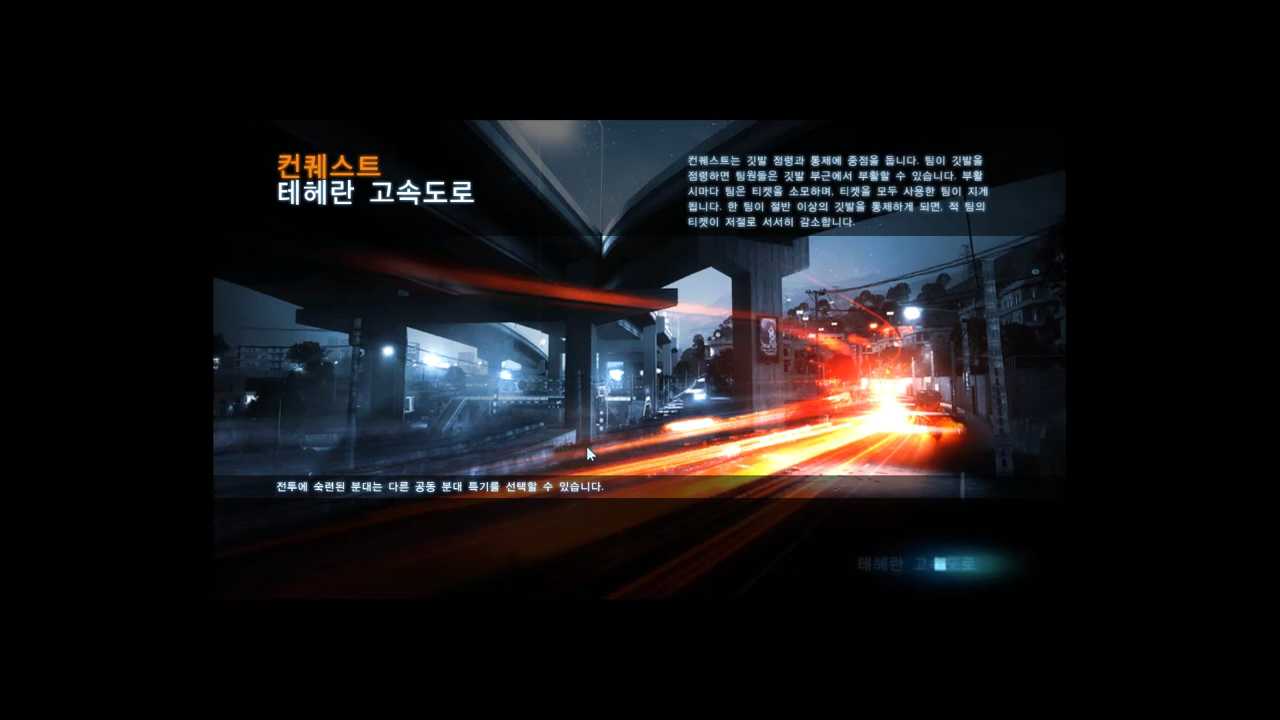 컨퀘스트
테헤란 고속도로
컨퀘스트는 깃발 점령과 통제에 중점을 둡니다. 팀이 깃발을
점령하면 팀원들은 깃발 부근에서 부활할 수 있습니다. 부활
시마다 팀은 티켓을 소모하며, 티켓을 모두 사용한 팀이 지게
됩니다. 한 팀이 절반 이상의 깃발을 통제하게 되면, 적 팀의
티켓이 저절로 서서히 감소합니다.
전투에 숙련된 분대는 다른 공동 분대 특기를 선택할 수 있습니다.
테헤란 고속도로